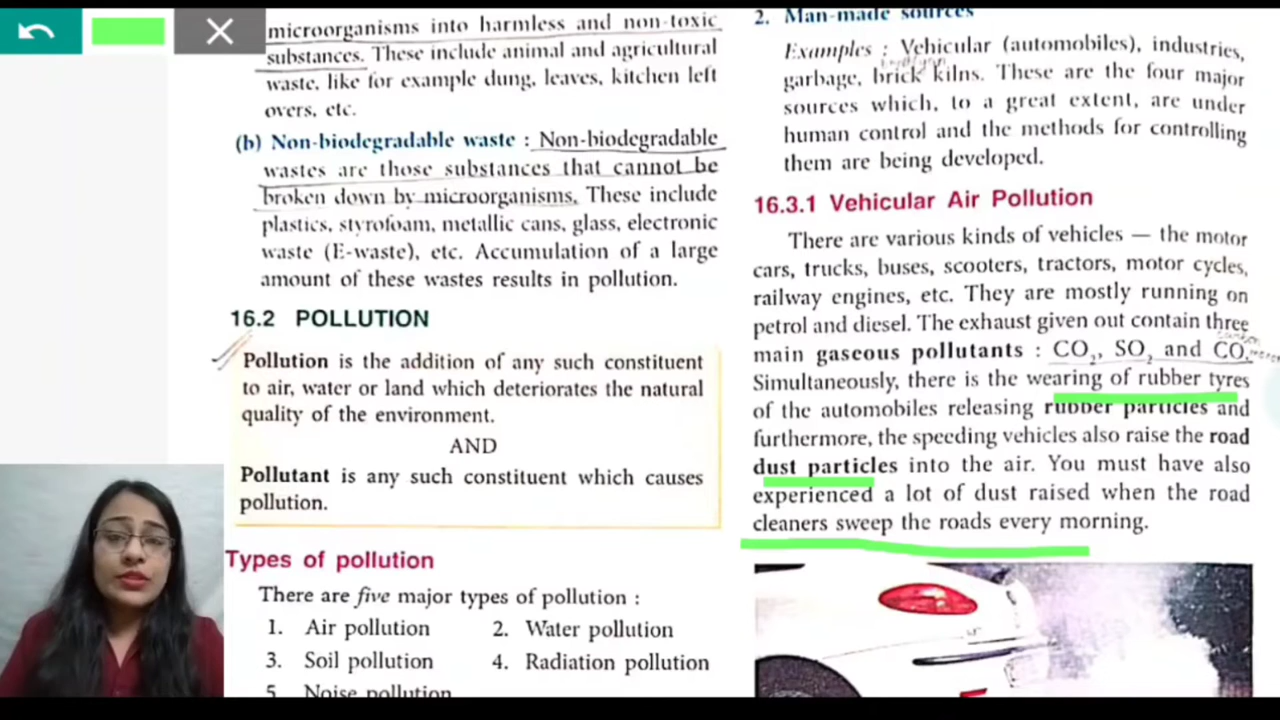 microorganisms into harmless and non-toxic
substances. These include animal and agricultural
waste, like for example dung, leaves, kitchen left
overs, etc.
(b) Non-biodegradable waste : Non-biodegradable
wastes are those substances that cannot be
broken down by microorganisms. These include
plastics, styrofoam, metallic cans, glass, electronic
waste (E-waste), etc. Accumulation of a large
amount of these wastes results in pollution.
16.2 POLLUTION
Pollution is the addition of any such constituent
to air, water or land which deteriorates the natural
quality of the environment.
AND
Pollutant is any such constituent which causes
pollution.
Types of pollution
There are five major types of pollution :
1. Air pollution 2. Water pollution
3. Soil pollution 4. Radiation pollution
5. Noise pollution
2. Man-made sources
Examples : Vehicular (automobiles), industries,
garbage, brick kilns. These are the four major
sources which, to a great extent, are under
human control and the methods for controlling
them are being developed.
16.3.1 Vehicular Air Pollution
There are various kinds of vehicles — the motor
cars, trucks, buses, scooters, tractors, motor cycles,
railway engines, etc. They are mostly running on
petrol and diesel. The exhaust given out contain three
main gaseous pollutants : CO₂, SO₂ and CO.
Simultaneously, there is the wearing of rubber tyres
of the automobiles releasing rubber particles and
furthermore, the speeding vehicles also raise the road
dust particles into the air. You must have also
experienced a lot of dust raised when the road
cleaners sweep the roads every morning.